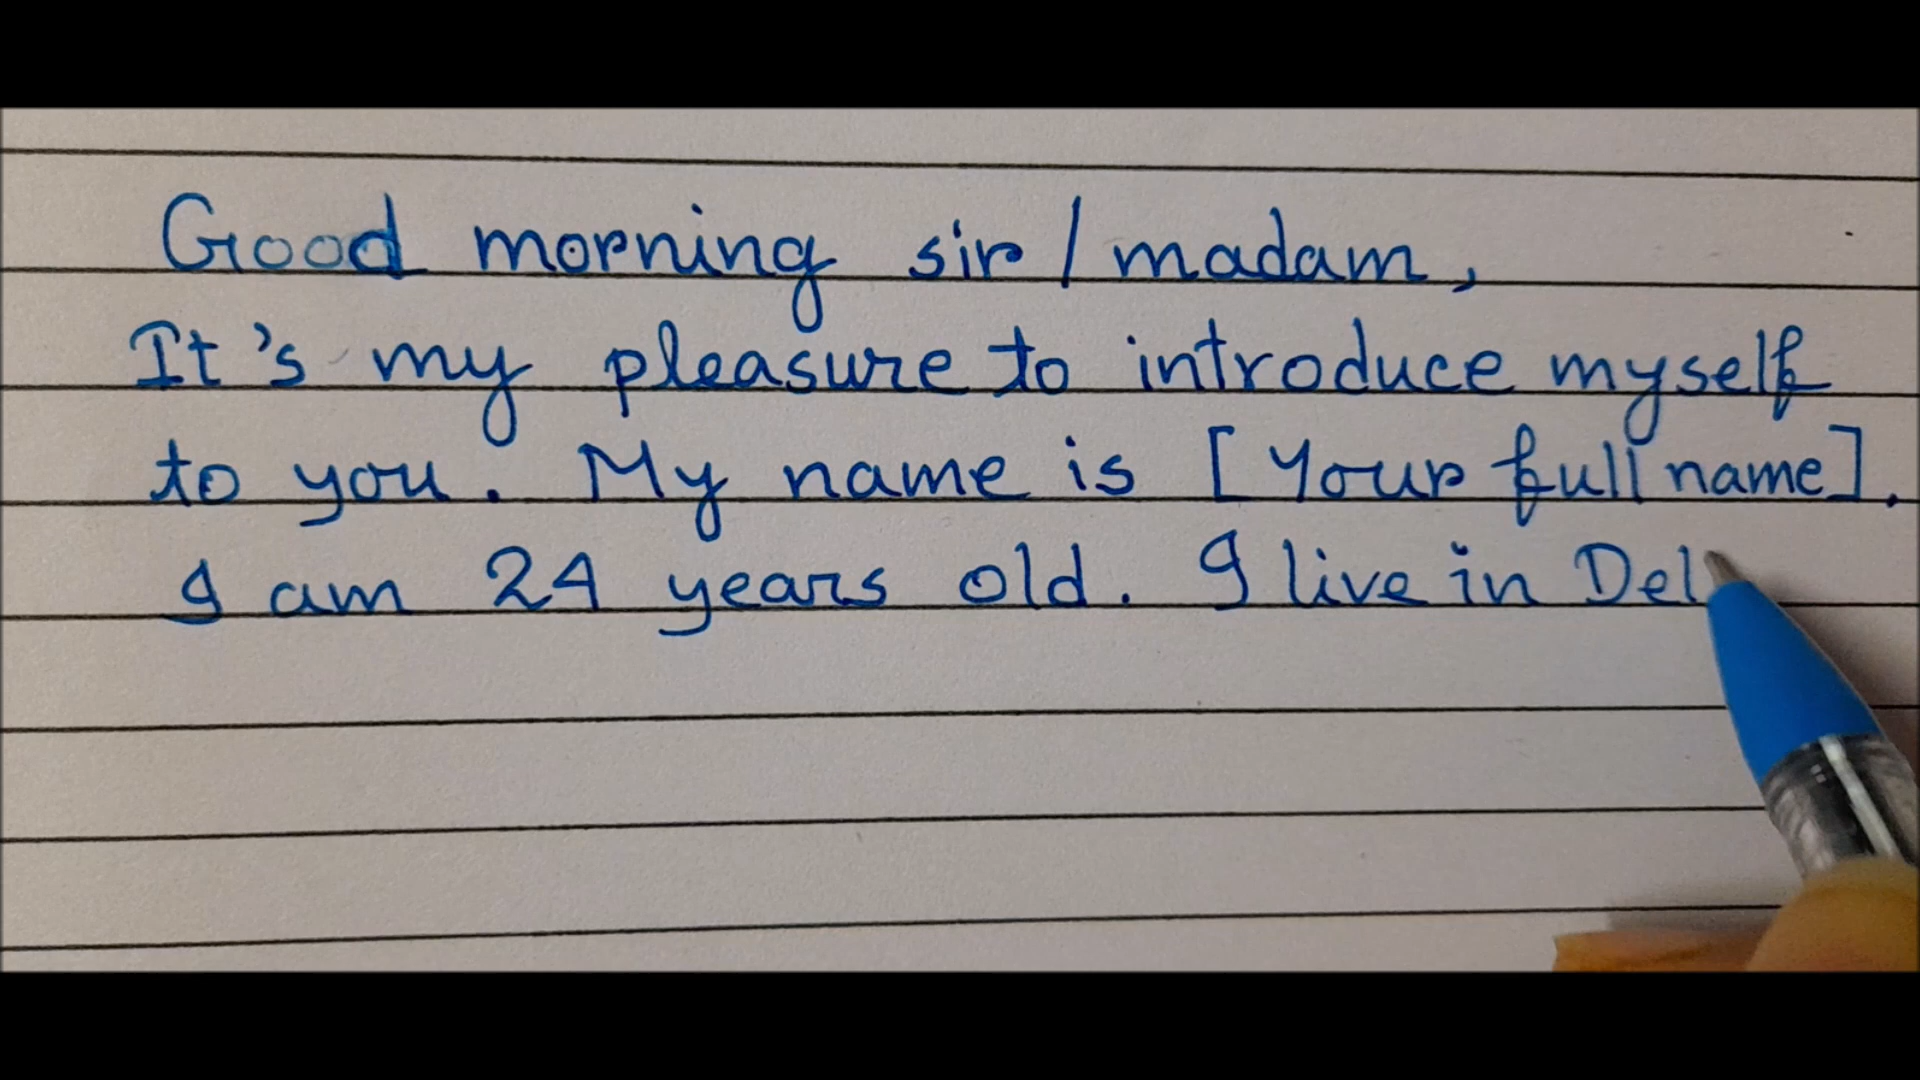 Good morning sir / madam,
It's my pleasure to introduce myself
to you. My name is [Your full name].
I am 24 years old. I live in Del